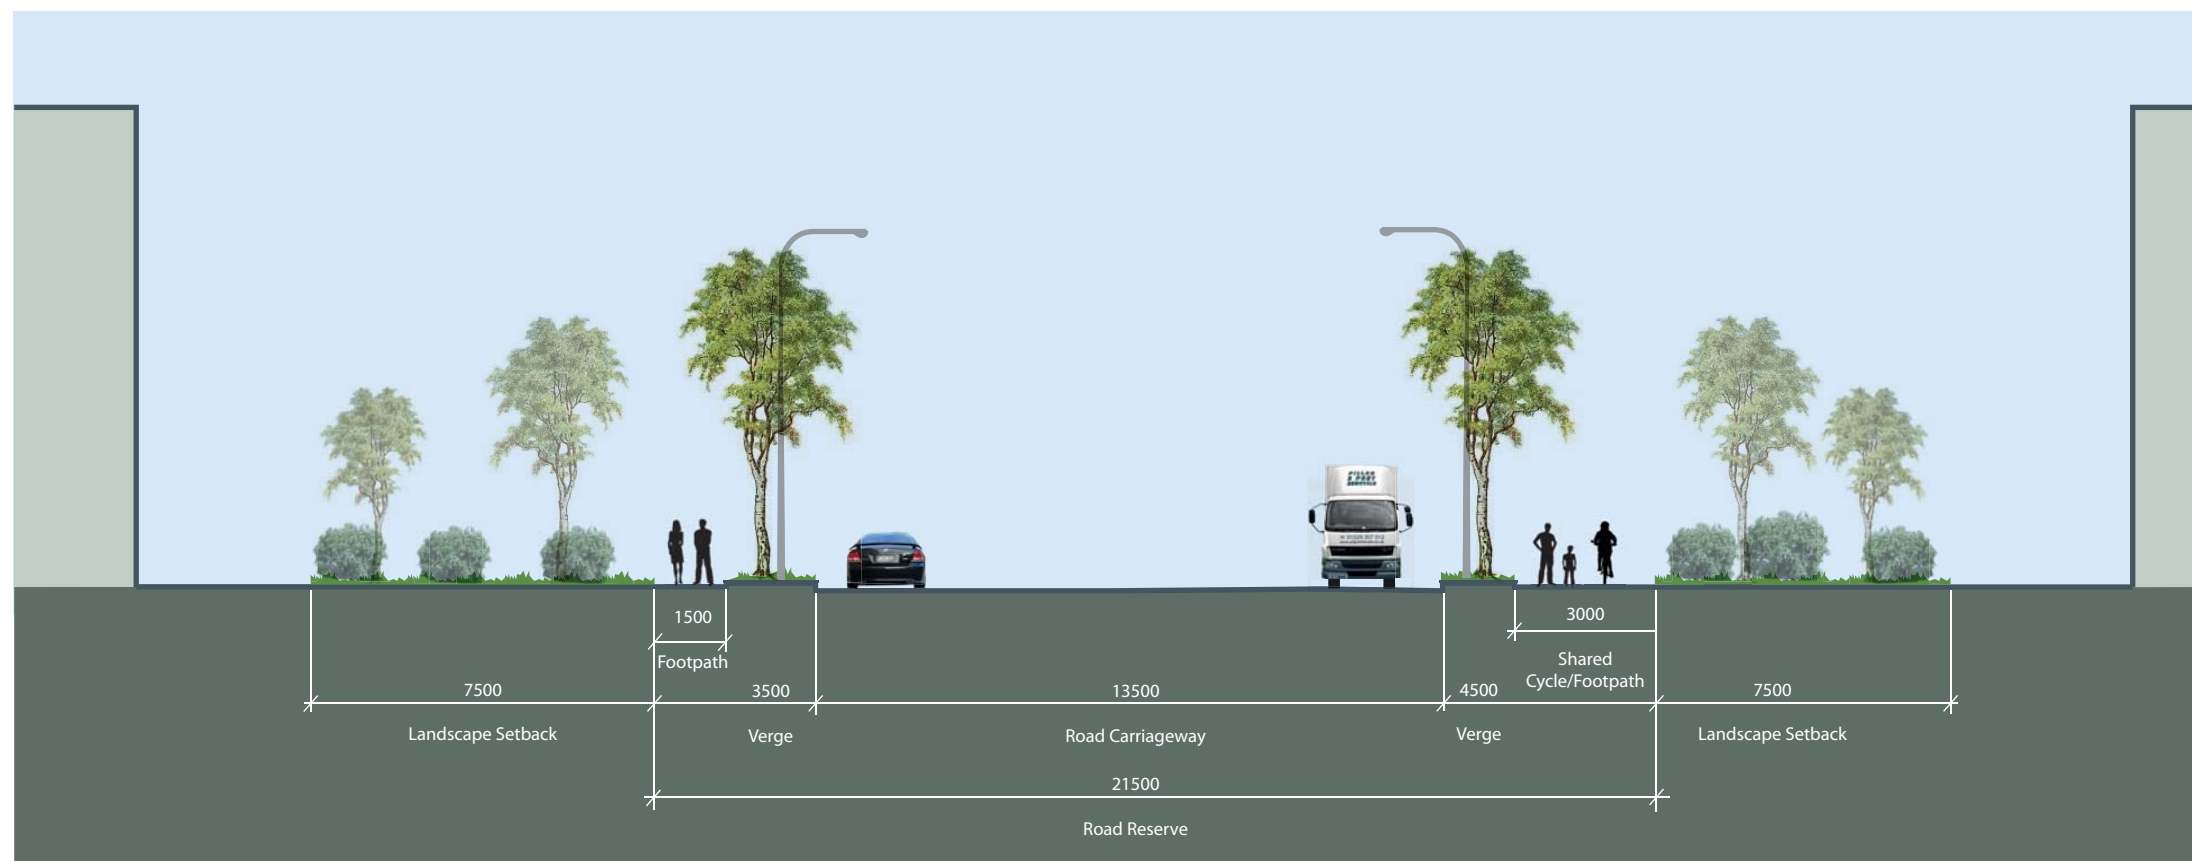 1500
Footpath
3000
Shared
Cycle/Footpath
7500
3500
13500
4500
7500
Landscape Setback
Verge
Road Carriageway
Verge
Landscape Setback
21500
Road Reserve